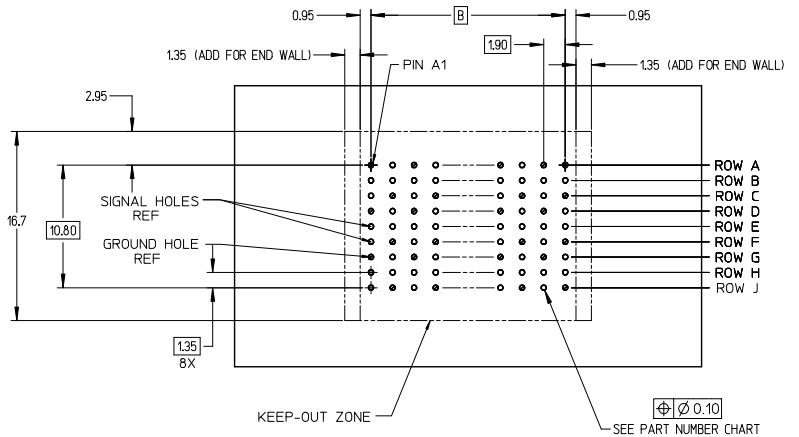 0.95
B
0.95
1.35 (ADD FOR END WALL)
PIN A1
1.90
1.35 (ADD FOR END WALL)
2.95
ROW A
ROW B
ROW C
ROW D
ROW E
ROW F
ROW G
ROW H
ROW J
SIGNAL HOLES
REF
16.7
10.80
GROUND HOLE
REF
1.35
8X
KEEP-OUT ZONE
⌖ Ø 0.10
SEE PART NUMBER CHART